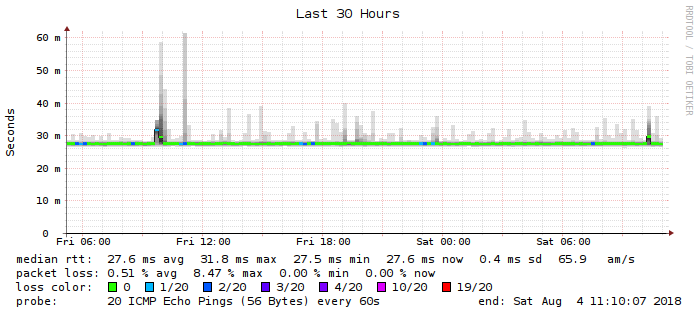 Last 30 Hours
RRDTOOL / TOBI OETIKER
Seconds
60 m
50 m
40 m
30 m
20 m
10 m
0
Fri 06:00 Fri 12:00 Fri 18:00 Sat 00:00 Sat 06:00
median rtt: 27.6 ms avg 31.8 ms max 27.5 ms min 27.6 ms now 0.4 ms sd 65.9 am/s
packet loss: 0.51 % avg 8.47 % max 0.00 % min 0.00 % now
loss color: 0 1/20 2/20 3/20 4/20 10/20 19/20
probe: 20 ICMP Echo Pings (56 Bytes) every 60s end: Sat Aug 4 11:10:07 2018